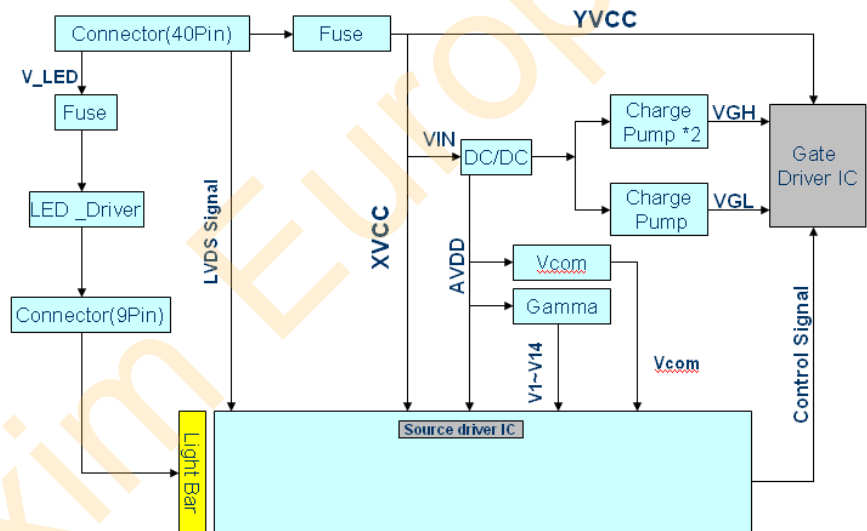 YVCC
Connector(40Pin)
Fuse
V_LED
Fuse
LED _Driver
Connector(9Pin)
LVDS Signal
XVCC
VIN
DC/DC
AVDD
Charge
Pump *2
VGH
Charge
Pump
VGL
Gate
Driver IC
Vcom
Gamma
V1~V14
Vcom
Control Signal
Light Bar
Source driver IC
xim Europ